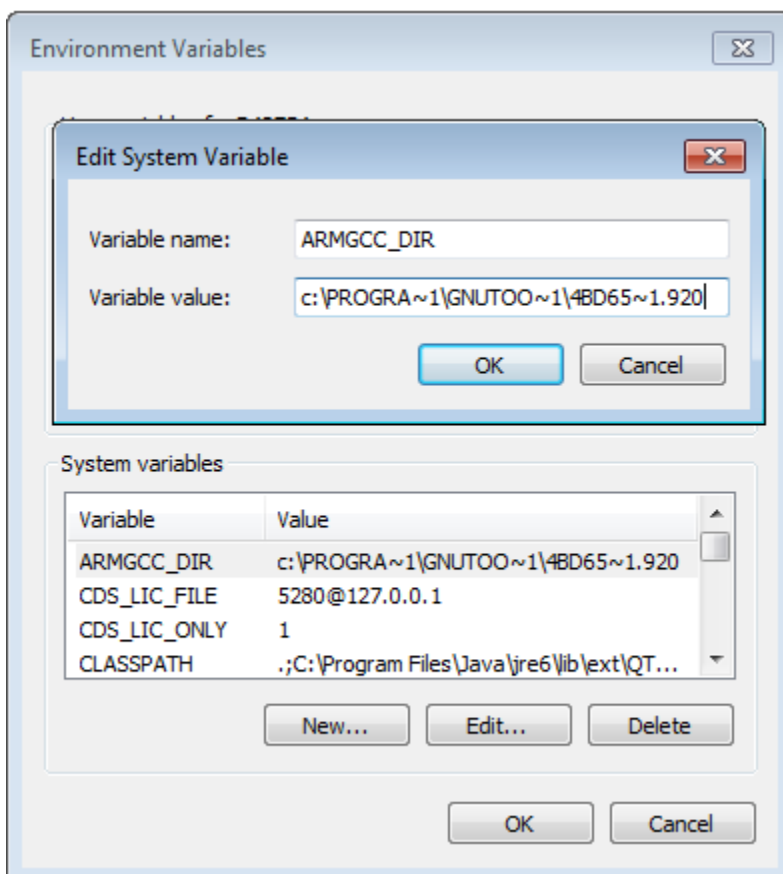 Environment Variables
Edit System Variable
Variable name: ARMGCC_DIR
Variable value: c:\PROGRA~1\GNUTOO~1\4BD65~1.920
OK Cancel
System variables
Variable Value
ARMGCC_DIR c:\PROGRA~1\GNUTOO~1\4BD65~1.920
CDS_LIC_FILE 5280@127.0.0.1
CDS_LIC_ONLY 1
CLASSPATH .;C:\Program Files\Java\jre6\lib\ext\QT...
New... Edit... Delete
OK Cancel